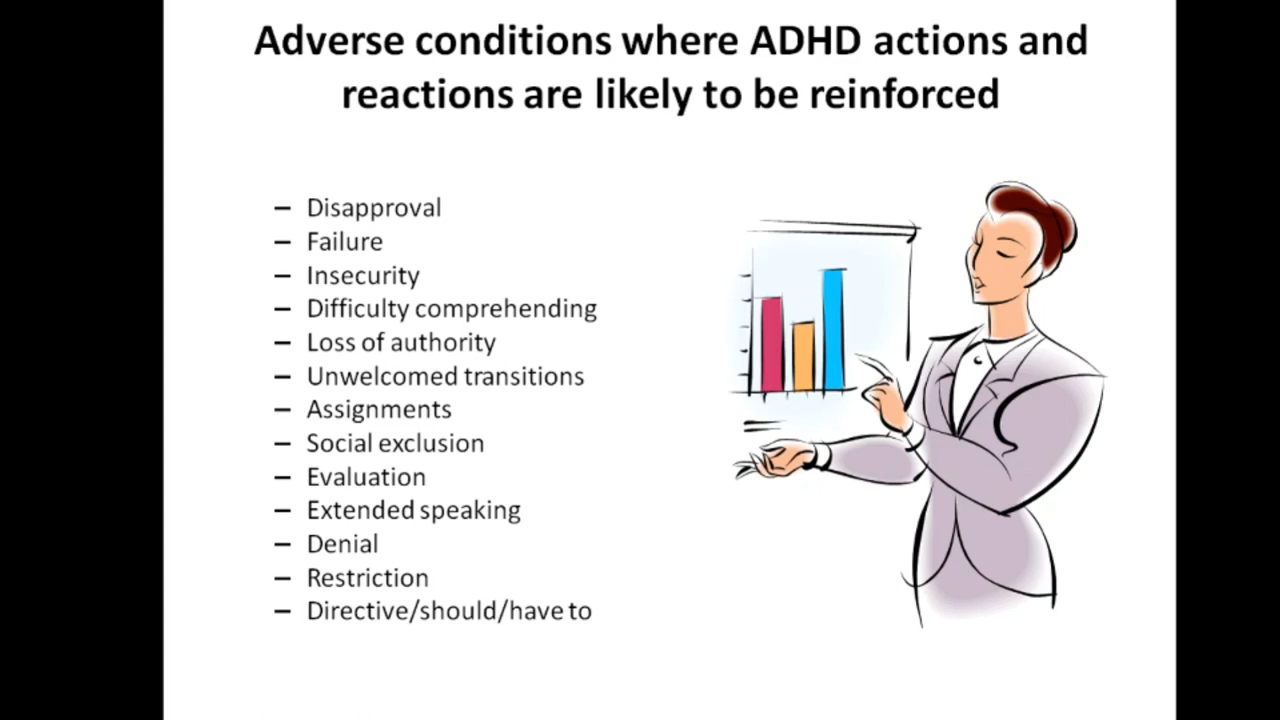 Adverse conditions where ADHD actions and
reactions are likely to be reinforced
– Disapproval
– Failure
– Insecurity
– Difficulty comprehending
– Loss of authority
– Unwelcomed transitions
– Assignments
– Social exclusion
– Evaluation
– Extended speaking
– Denial
– Restriction
– Directive/should/have to